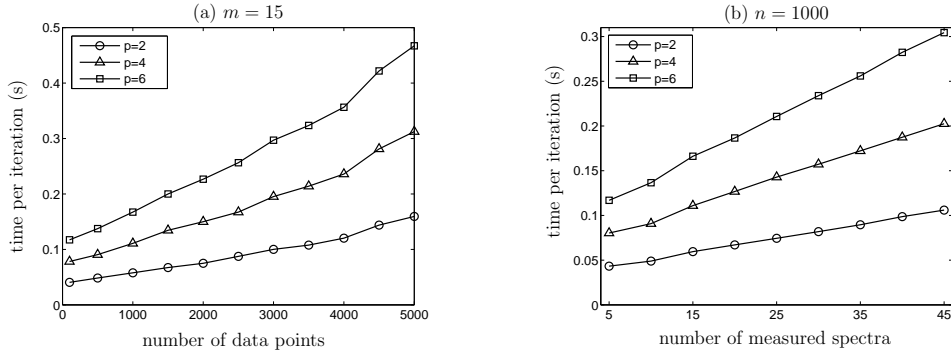 (a) m = 15
time per iteration (s)
0.5
0.4
0.3
0.2
0.1
0
p=2
p=4
p=6
0 1000 2000 3000 4000 5000
number of data points
(b) n = 1000
time per iteration (s)
0.3
0.25
0.2
0.15
0.1
0.05
0
p=2
p=4
p=6
5 15 25 35 45
number of measured spectra